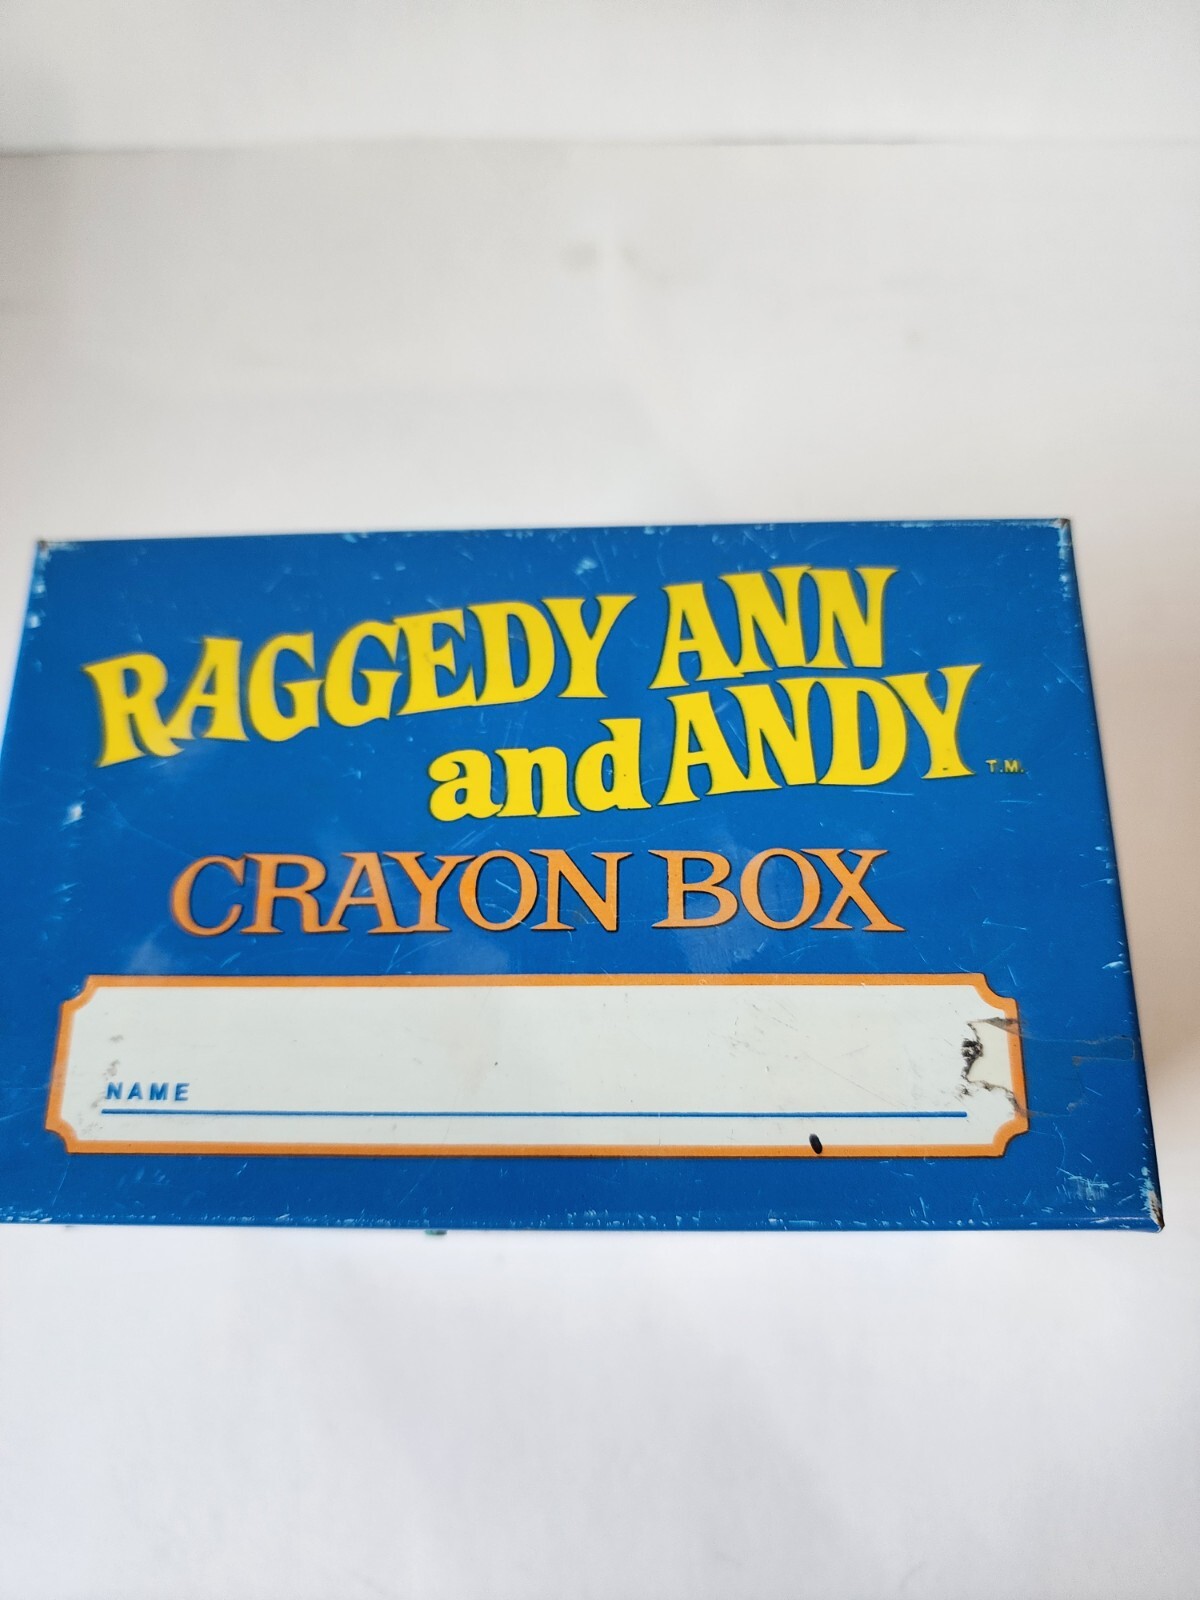 RAGGEDY ANN
and ANDY T.M.
CRAYON BOX
NAME